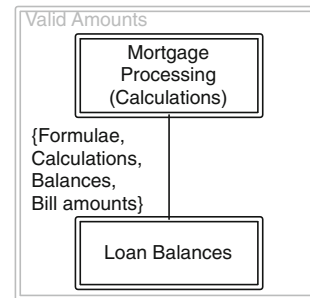 Valid Amounts
Mortgage
Processing
(Calculations)
{Formulae,
Calculations,
Balances,
Bill amounts}
Loan Balances